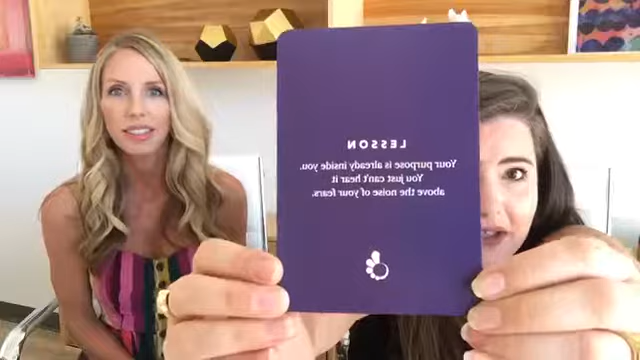 LESSON
Your purpose is already inside you.
You just can't hear it
above the noise of your fears.